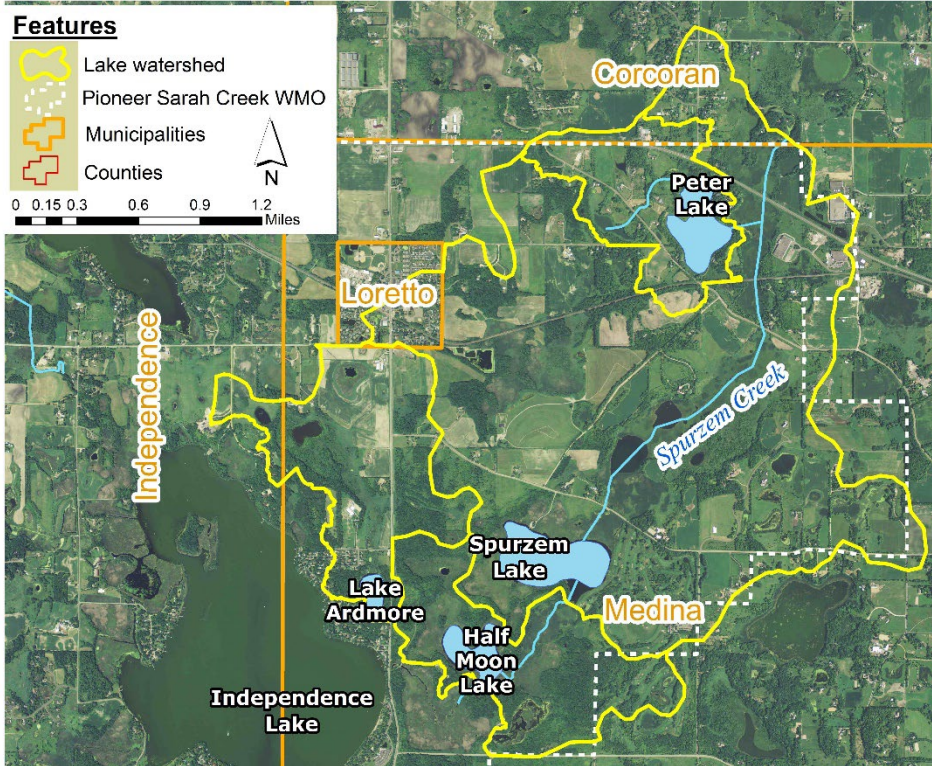 Features
Lake watershed
Pioneer Sarah Creek WMO
Municipalities
Counties
N
0 0.15 0.3 0.6 0.9 1.2
Miles
Corcoran
Peter
Lake
Loretto
Independence
Spurzem Creek
Spurzem
Lake
Lake
Ardmore
Medina
Half
Moon
Lake
Independence
Lake